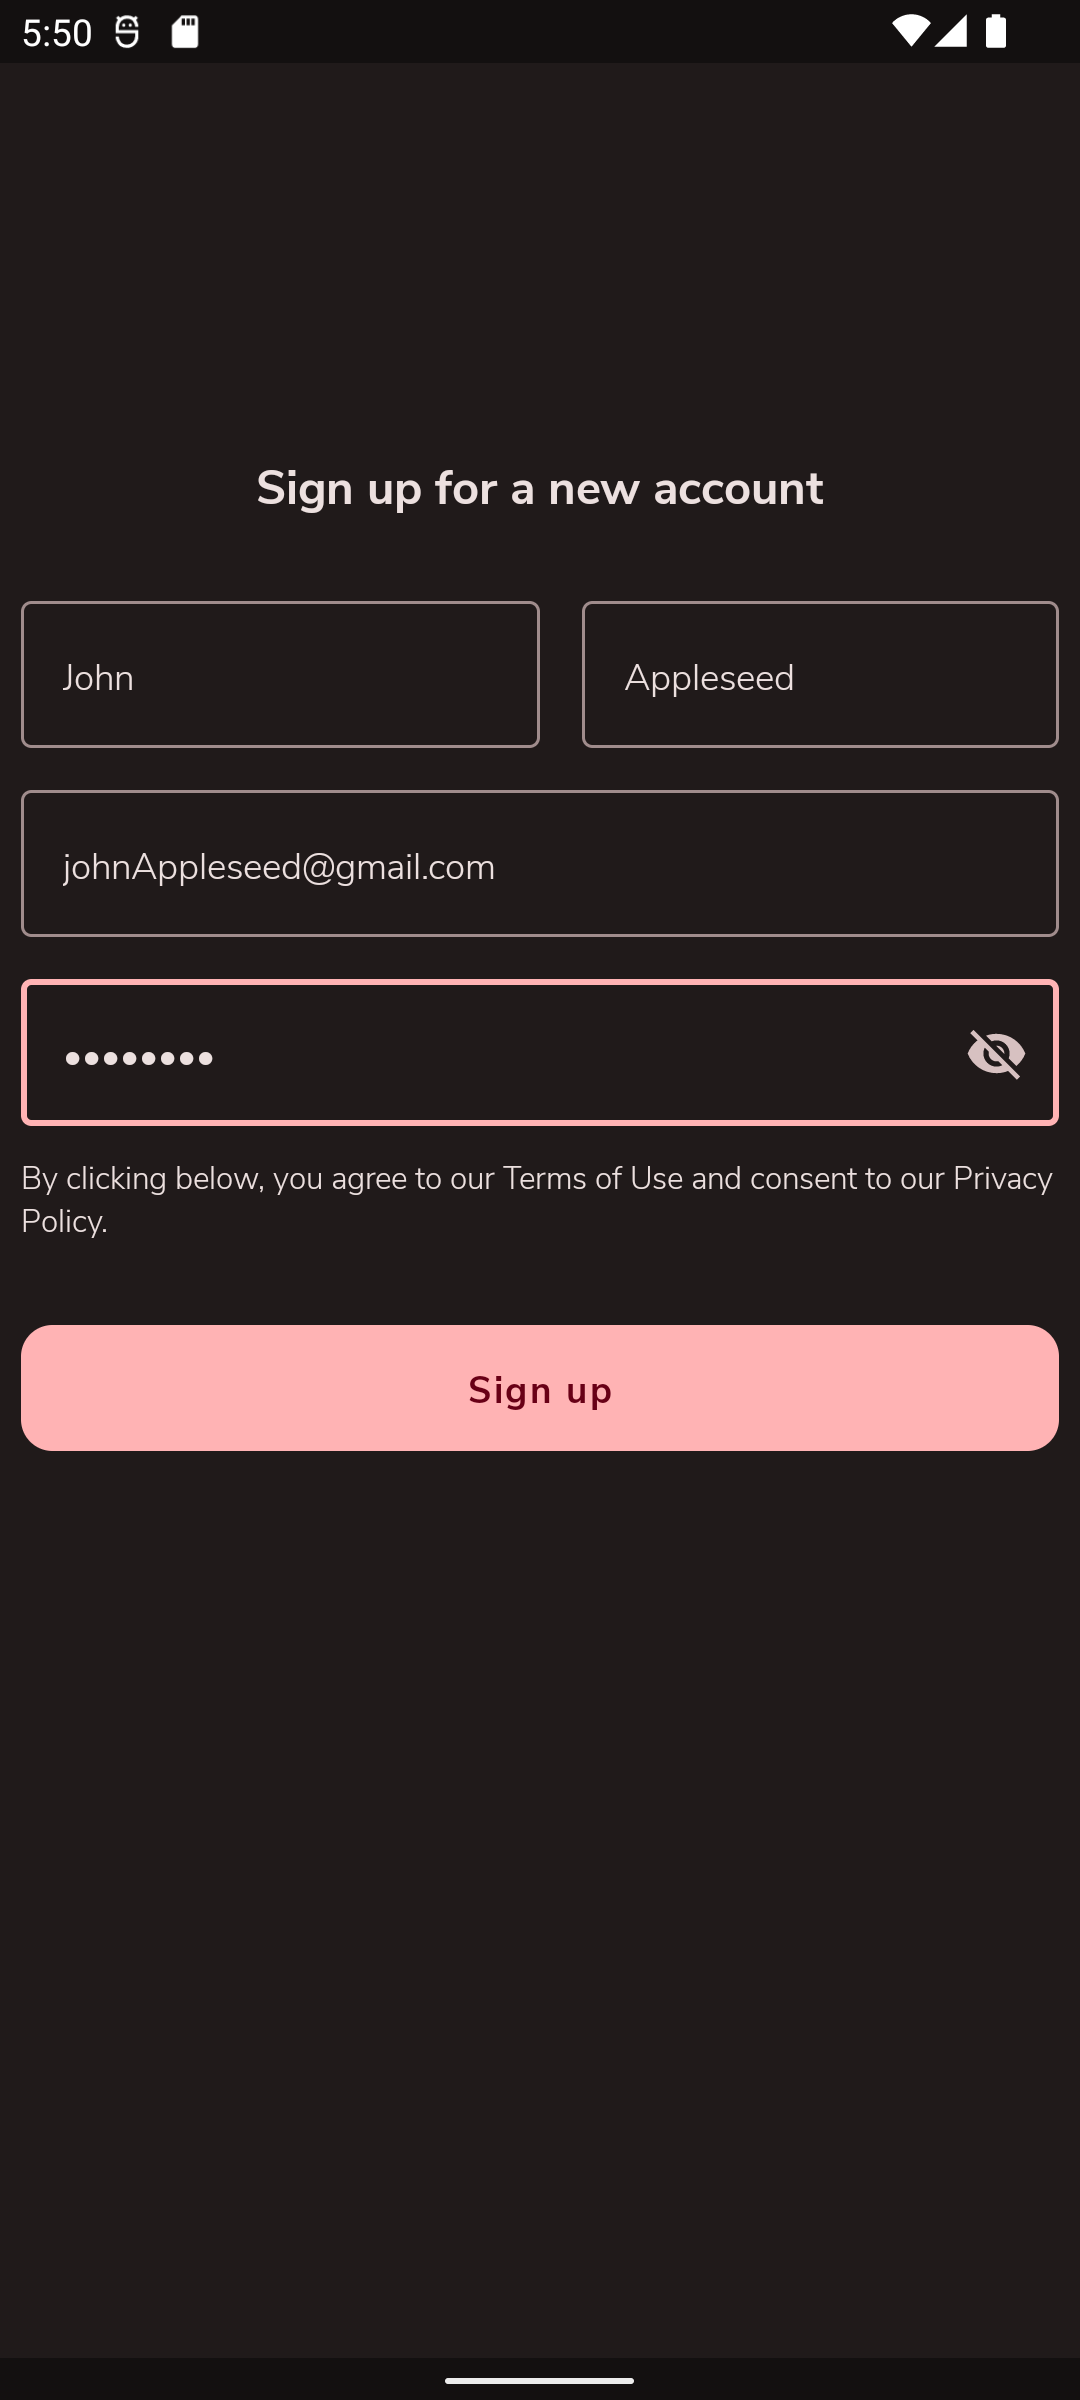 5:50
Sign up for a new account
John
Appleseed
johnAppleseed@gmail.com
••••••••
By clicking below, you agree to our Terms of Use and consent to our Privacy
Policy.
Sign up